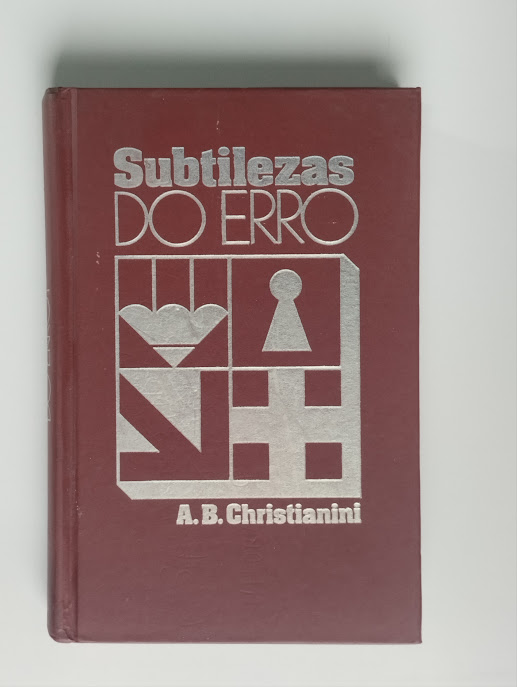 Subtilezas
DO ERRO
A.B. Christianini